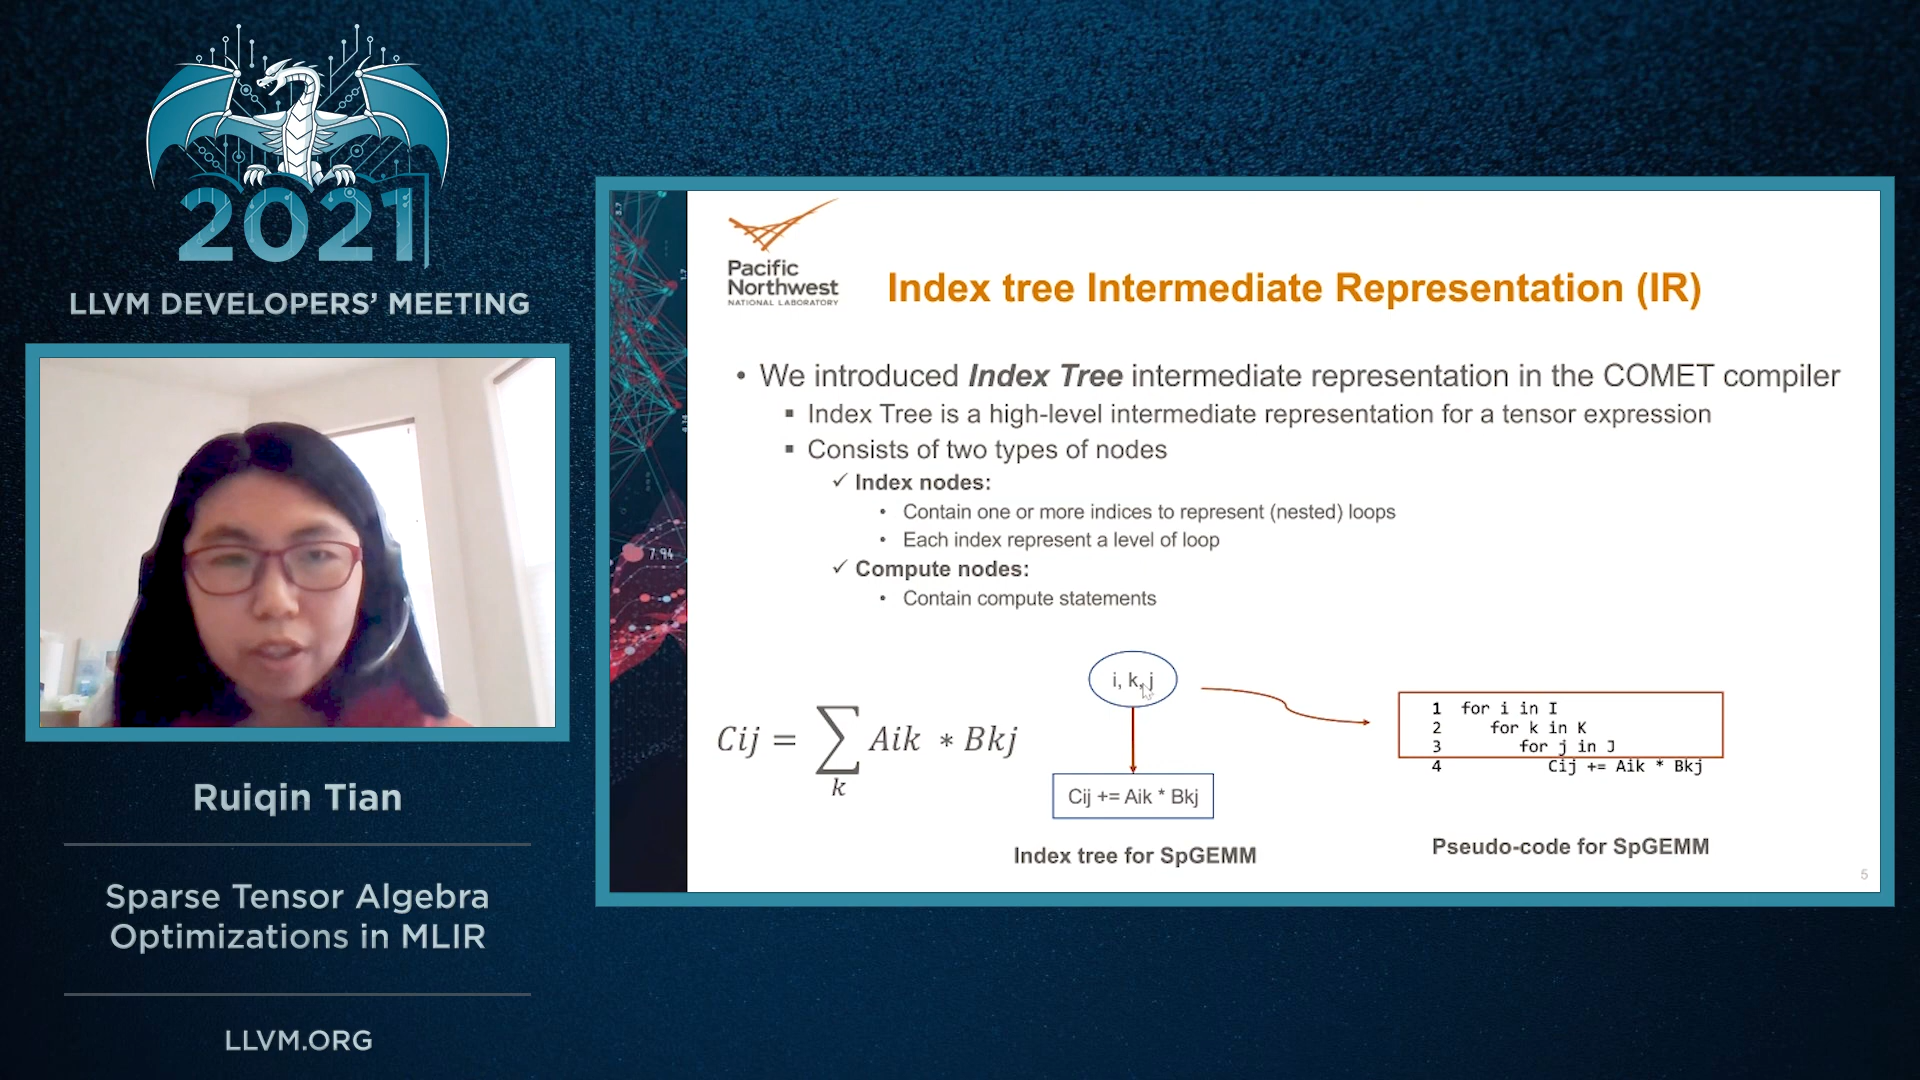 2021
LLVM DEVELOPERS' MEETING
Ruiqin Tian
Sparse Tensor Algebra
Optimizations in MLIR
LLVM.ORG
Pacific
Northwest
NATIONAL LABORATORY
Index tree Intermediate Representation (IR)
• We introduced Index Tree intermediate representation in the COMET compiler
▪ Index Tree is a high-level intermediate representation for a tensor expression
▪ Consists of two types of nodes
✓ Index nodes:
• Contain one or more indices to represent (nested) loops
• Each index represent a level of loop
✓ Compute nodes:
• Contain compute statements
Cij = ∑ Aik * Bkj
k
i, k, j
Cij += Aik * Bkj
Index tree for SpGEMM
1 for i in I
2 for k in K
3 for j in J
4 Cij += Aik * Bkj
Pseudo-code for SpGEMM
5
7.94